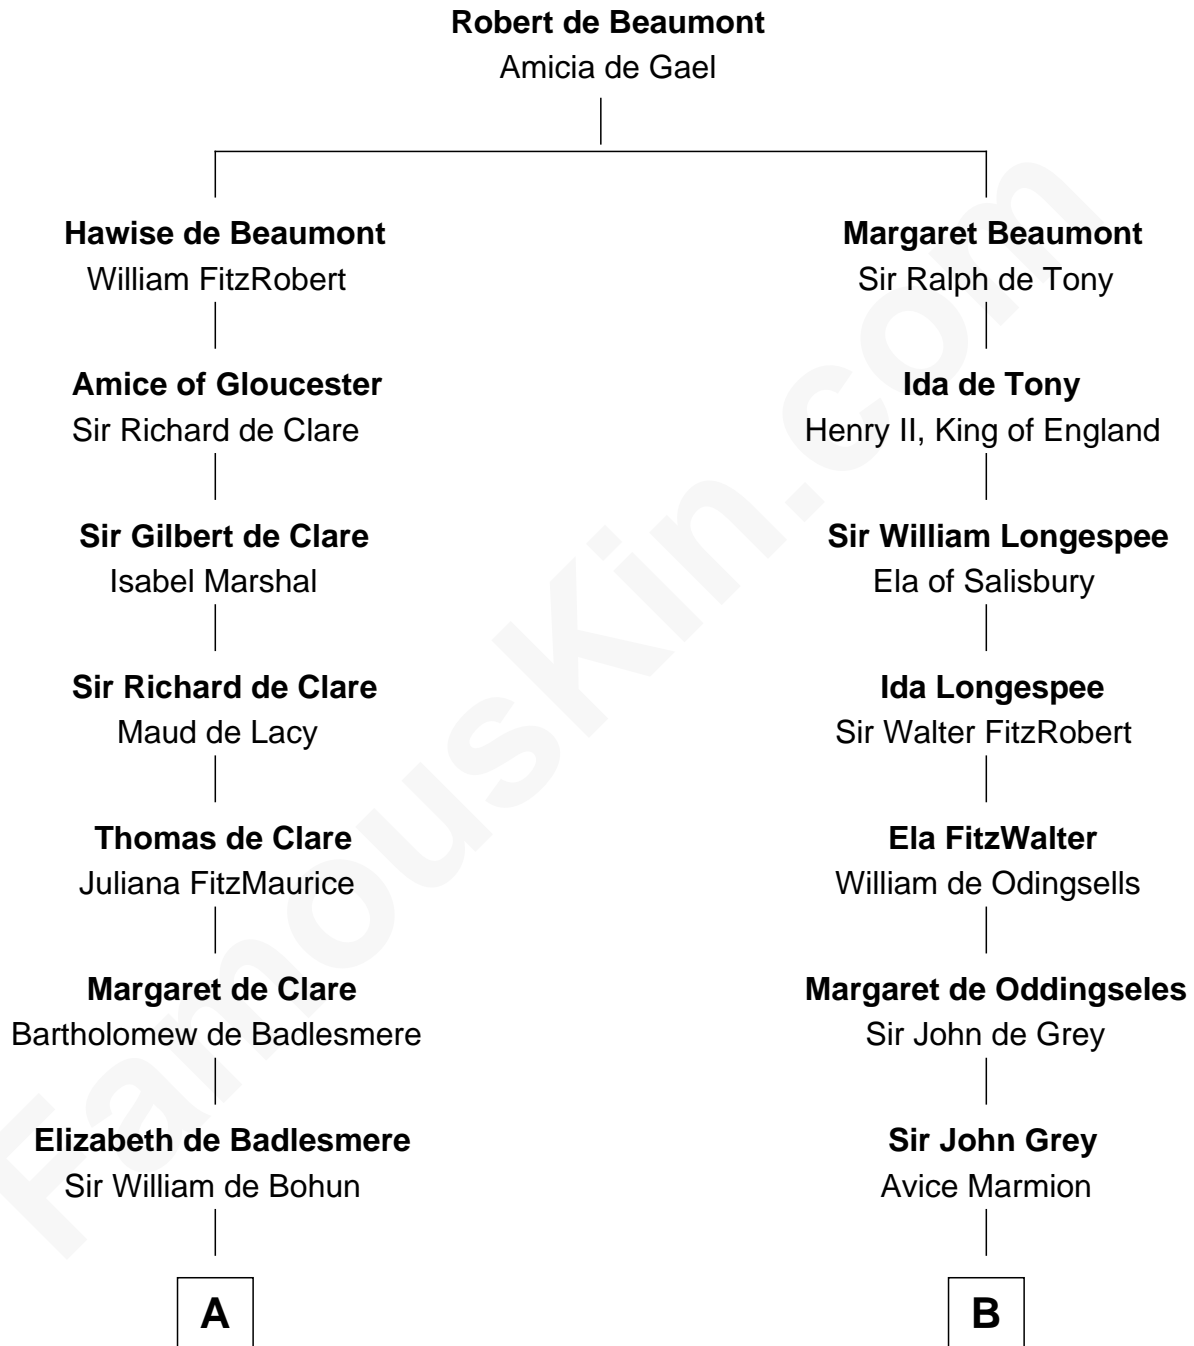 Robert de Beaumont
Amicia de Gael
Hawise de Beaumont
William FitzRobert
Margaret Beaumont
Sir Ralph de Tony
Amice of Gloucester
Sir Richard de Clare
Ida de Tony
Henry II, King of England
Sir Gilbert de Clare
Isabel Marshal
Sir William Longespee
Ela of Salisbury
Sir Richard de Clare
Maud de Lacy
Ida Longespee
Sir Walter FitzRobert
Thomas de Clare
Juliana FitzMaurice
Ela FitzWalter
William de Odingsells
Margaret de Clare
Bartholomew de Badlesmere
Margaret de Oddingseles
Sir John de Grey
Elizabeth de Badlesmere
Sir William de Bohun
Sir John Grey
Avice Marmion
A
B
FamousKin.com